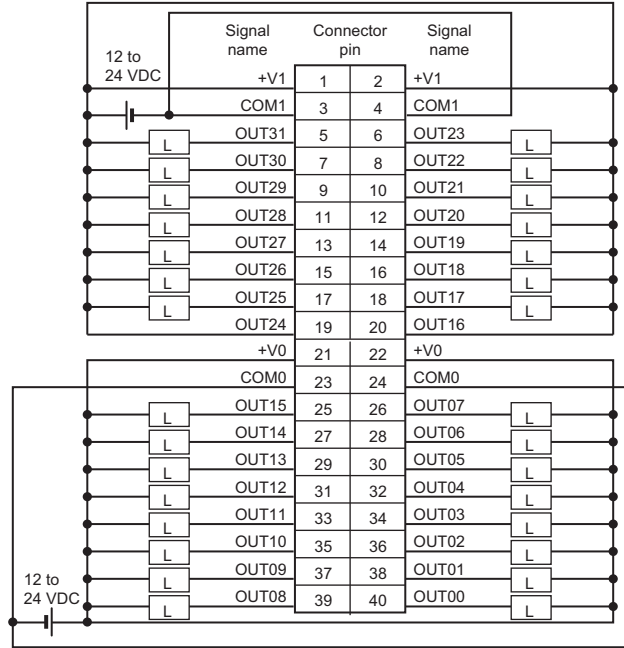 Signal name Connector pin Signal name
12 to 24 VDC
+V1 1 2 +V1
COM1 3 4 COM1
L OUT31 5 6 OUT23 L
L OUT30 7 8 OUT22 L
L OUT29 9 10 OUT21 L
L OUT28 11 12 OUT20 L
L OUT27 13 14 OUT19 L
L OUT26 15 16 OUT18 L
L OUT25 17 18 OUT17 L
OUT24 19 20 OUT16
+V0 21 22 +V0
COM0 23 24 COM0
L OUT15 25 26 OUT07 L
L OUT14 27 28 OUT06 L
L OUT13 29 30 OUT05 L
L OUT12 31 32 OUT04 L
L OUT11 33 34 OUT03 L
L OUT10 35 36 OUT02 L
L OUT09 37 38 OUT01 L
12 to 24 VDC
L OUT08 39 40 OUT00 L